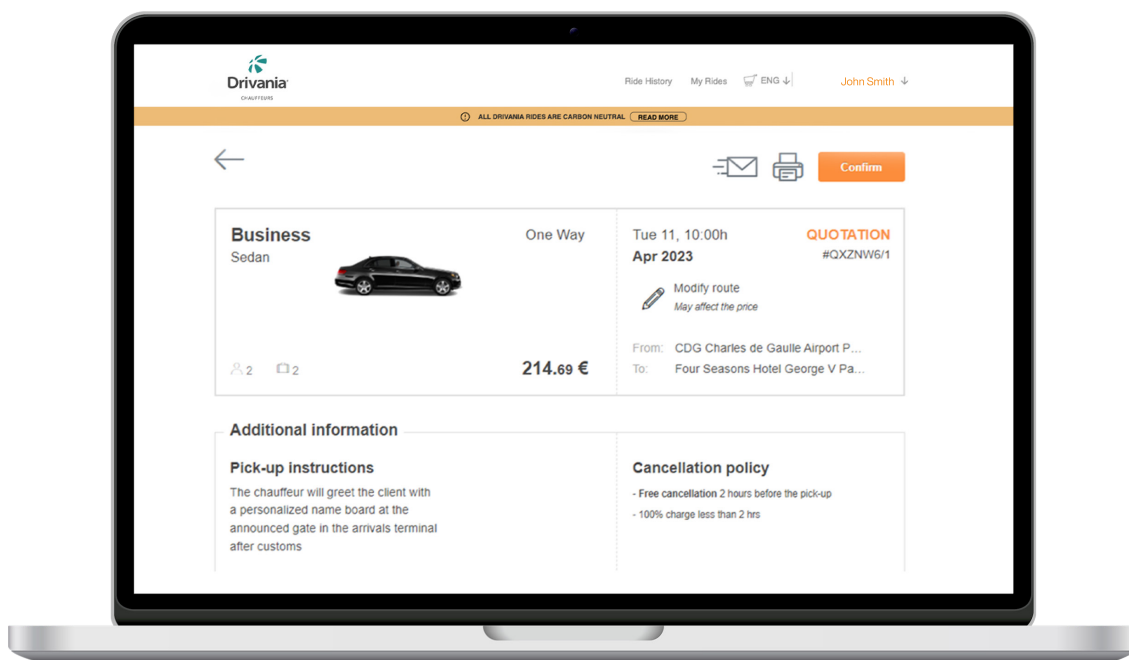 Drivania
CHAUFFEURS
Ride History My Rides ENG John Smith
ALL DRIVANIA RIDES ARE CARBON NEUTRAL READ MORE
Confirm
Business
Sedan
One Way
2 2
214.69 €
Tue 11, 10:00h
Apr 2023
QUOTATION
#QXZNW6/1
Modify route
May affect the price
From: CDG Charles de Gaulle Airport P...
To: Four Seasons Hotel George V Pa...
Additional information
Pick-up instructions
The chauffeur will greet the client with
a personalized name board at the
announced gate in the arrivals terminal
after customs
Cancellation policy
- Free cancellation 2 hours before the pick-up
- 100% charge less than 2 hrs